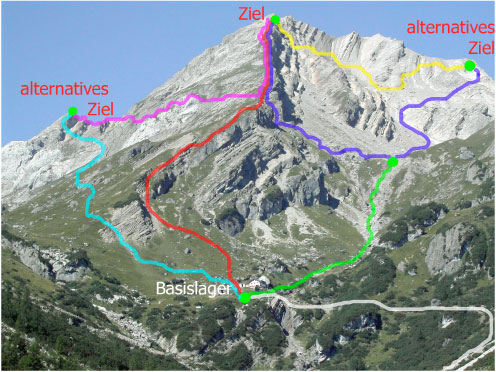 Ziel
alternatives
Ziel
alternatives
Ziel
Basislager